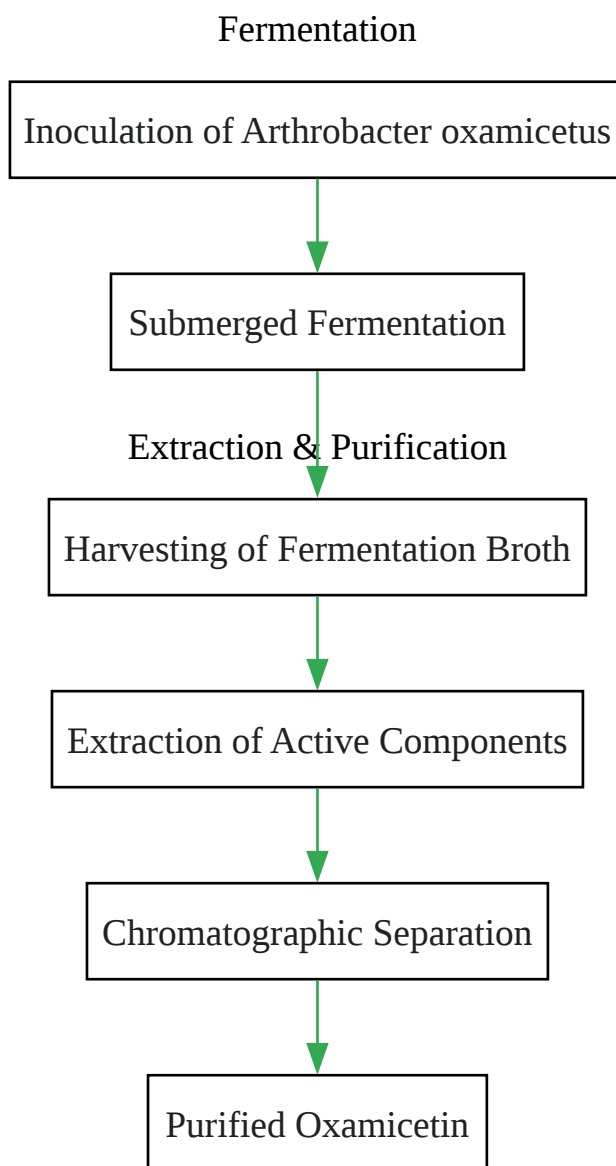 Fermentation
Inoculation of Arthrobacter oxamicetus
Submerged Fermentation
Extraction & Purification
Harvesting of Fermentation Broth
Extraction of Active Components
Chromatographic Separation
Purified Oxamicetin